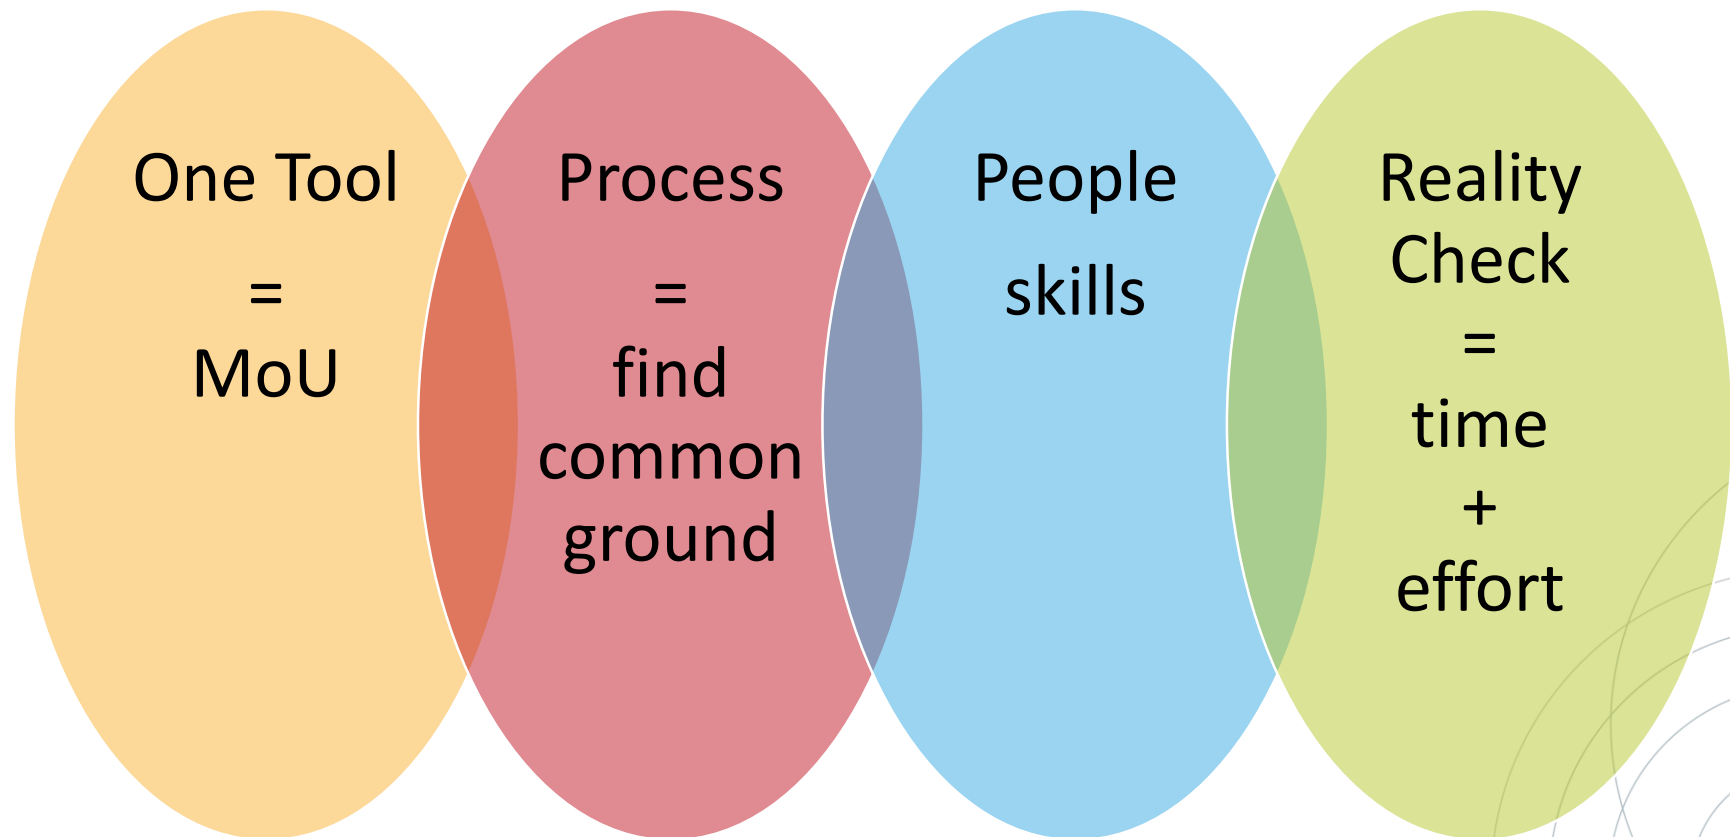 One Tool
=
MoU
Process
=
find
common
ground
People
skills
Reality
Check
=
time
+
effort